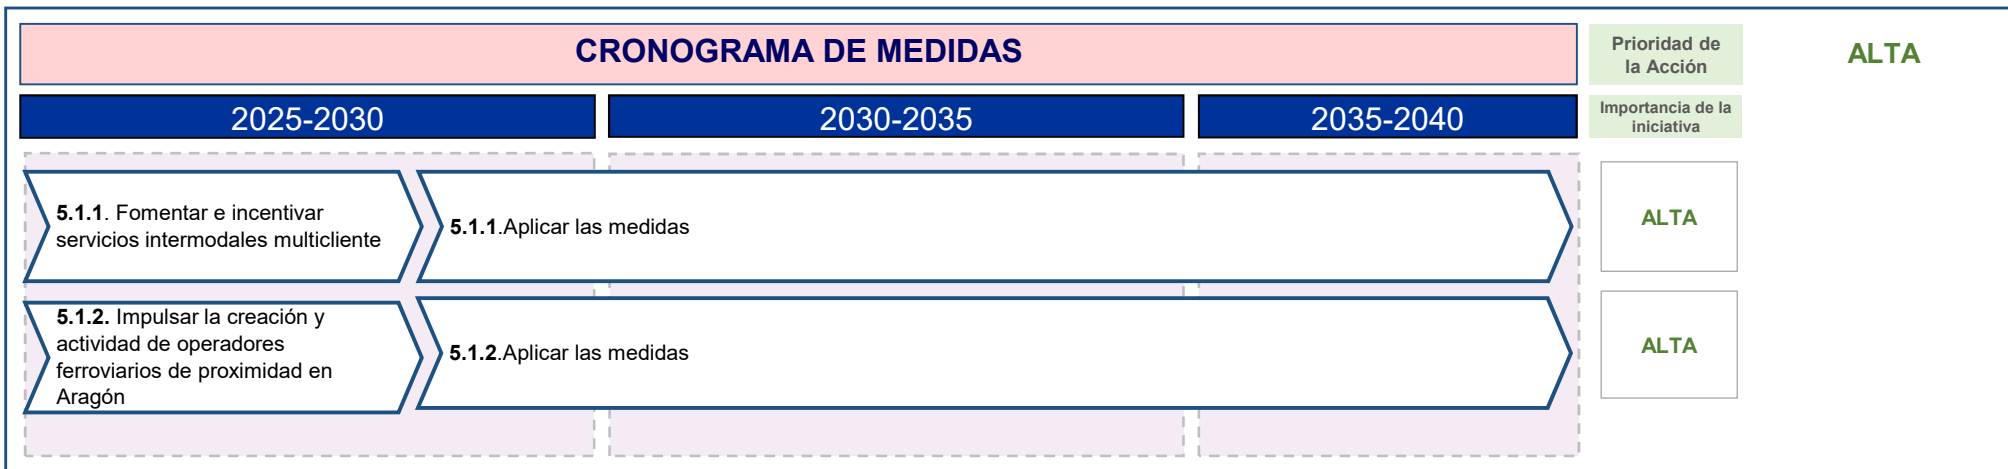 CRONOGRAMA DE MEDIDAS
Prioridad de
la Acción
ALTA
2025-2030
2030-2035
2035-2040
Importancia de la
iniciativa
5.1.1. Fomentar e incentivar
servicios intermodales multicliente
5.1.1.Aplicar las medidas
ALTA
5.1.2. Impulsar la creación y
actividad de operadores
ferroviarios de proximidad en
Aragón
5.1.2.Aplicar las medidas
ALTA